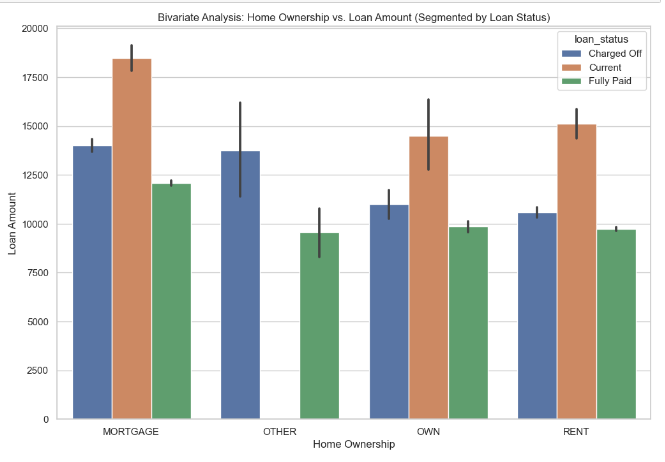 Bivariate Analysis: Home Ownership vs. Loan Amount (Segmented by Loan Status)
loan_status
Charged Off
Current
Fully Paid
Loan Amount
20000
17500
15000
12500
10000
7500
5000
2500
0
MORTGAGE OTHER OWN RENT
Home Ownership